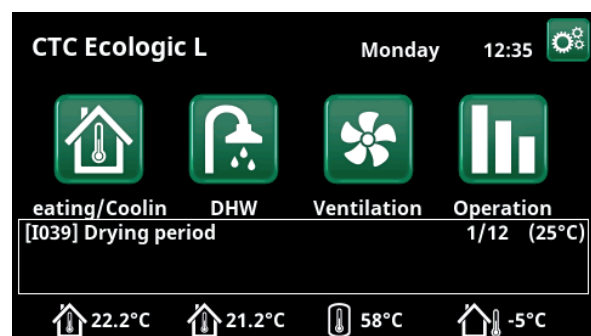 CTC Ecologic L Monday 12:35
eating/Coolin DHW Ventilation Operation
[I039] Drying period 1/12 (25°C)
22.2°C 21.2°C 58°C -5°C